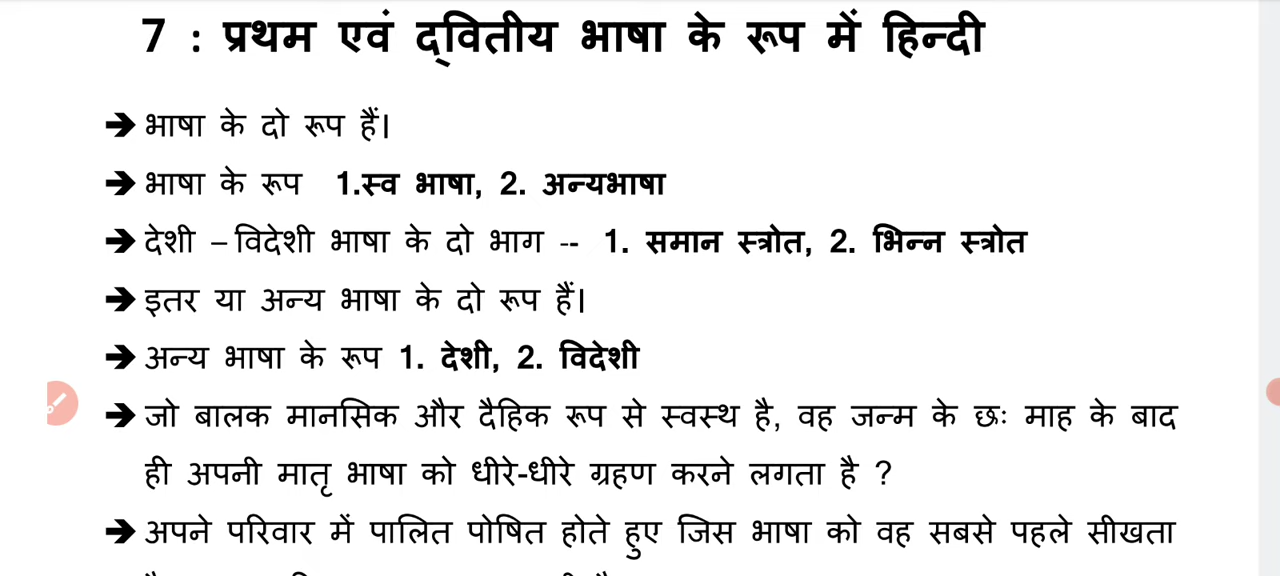 7 : प्रथम एवं द्वितीय भाषा के रूप में हिन्दी
➔ भाषा के दो रूप हैं।
➔ भाषा के रूप 1.स्व भाषा, 2. अन्यभाषा
➔ देशी – विदेशी भाषा के दो भाग -- 1. समान स्त्रोत, 2. भिन्न स्त्रोत
➔ इतर या अन्य भाषा के दो रूप हैं।
➔ अन्य भाषा के रूप 1. देशी, 2. विदेशी
➔ जो बालक मानसिक और दैहिक रूप से स्वस्थ है, वह जन्म के छः माह के बाद
ही अपनी मातृ भाषा को धीरे-धीरे ग्रहण करने लगता है ?
➔ अपने परिवार में पालित पोषित होते हुए जिस भाषा को वह सबसे पहले सीखता